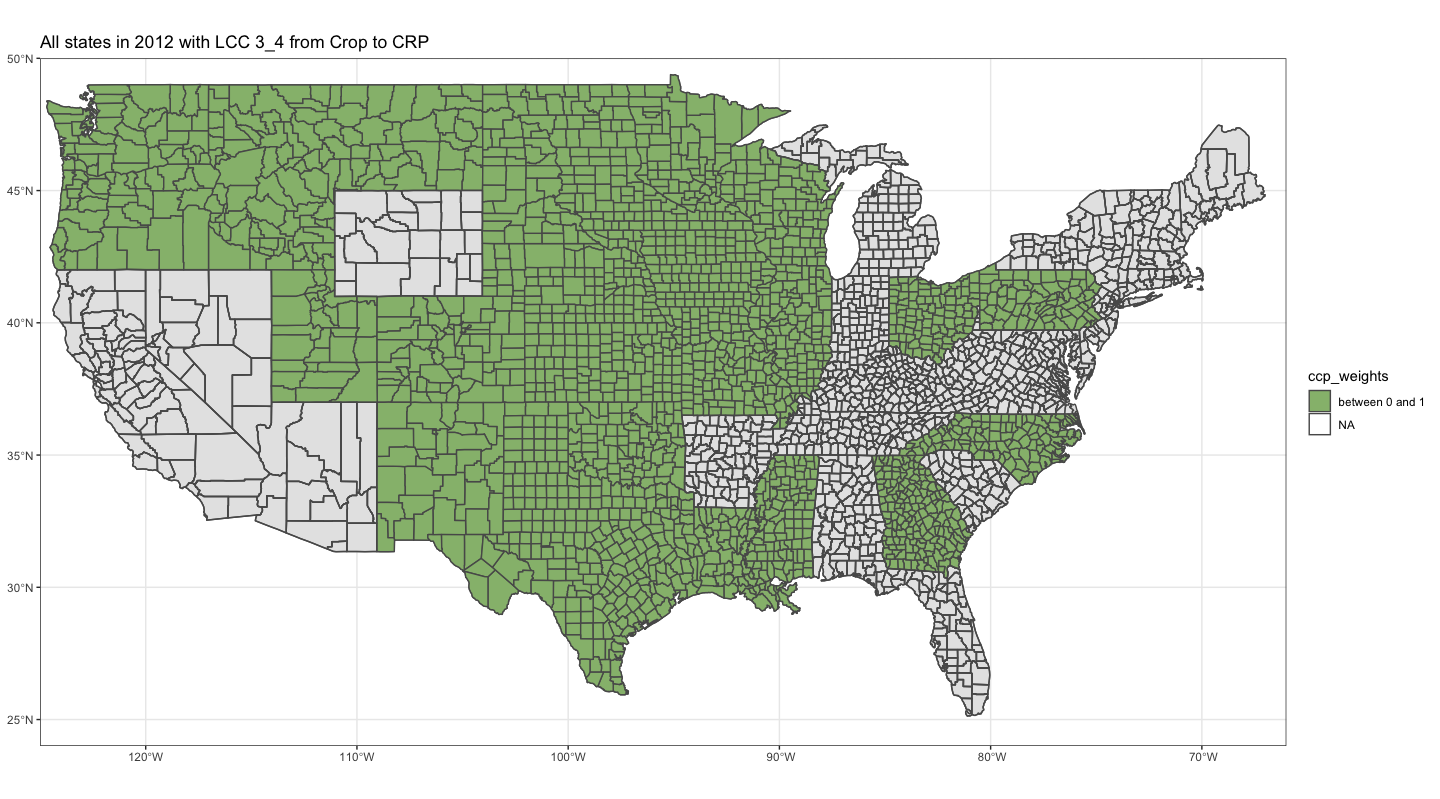 All states in 2012 with LCC 3_4 from Crop to CRP
50°N
45°N
40°N
35°N
30°N
25°N
120°W
110°W
100°W
90°W
80°W
70°W
ccp_weights
between 0 and 1
NA